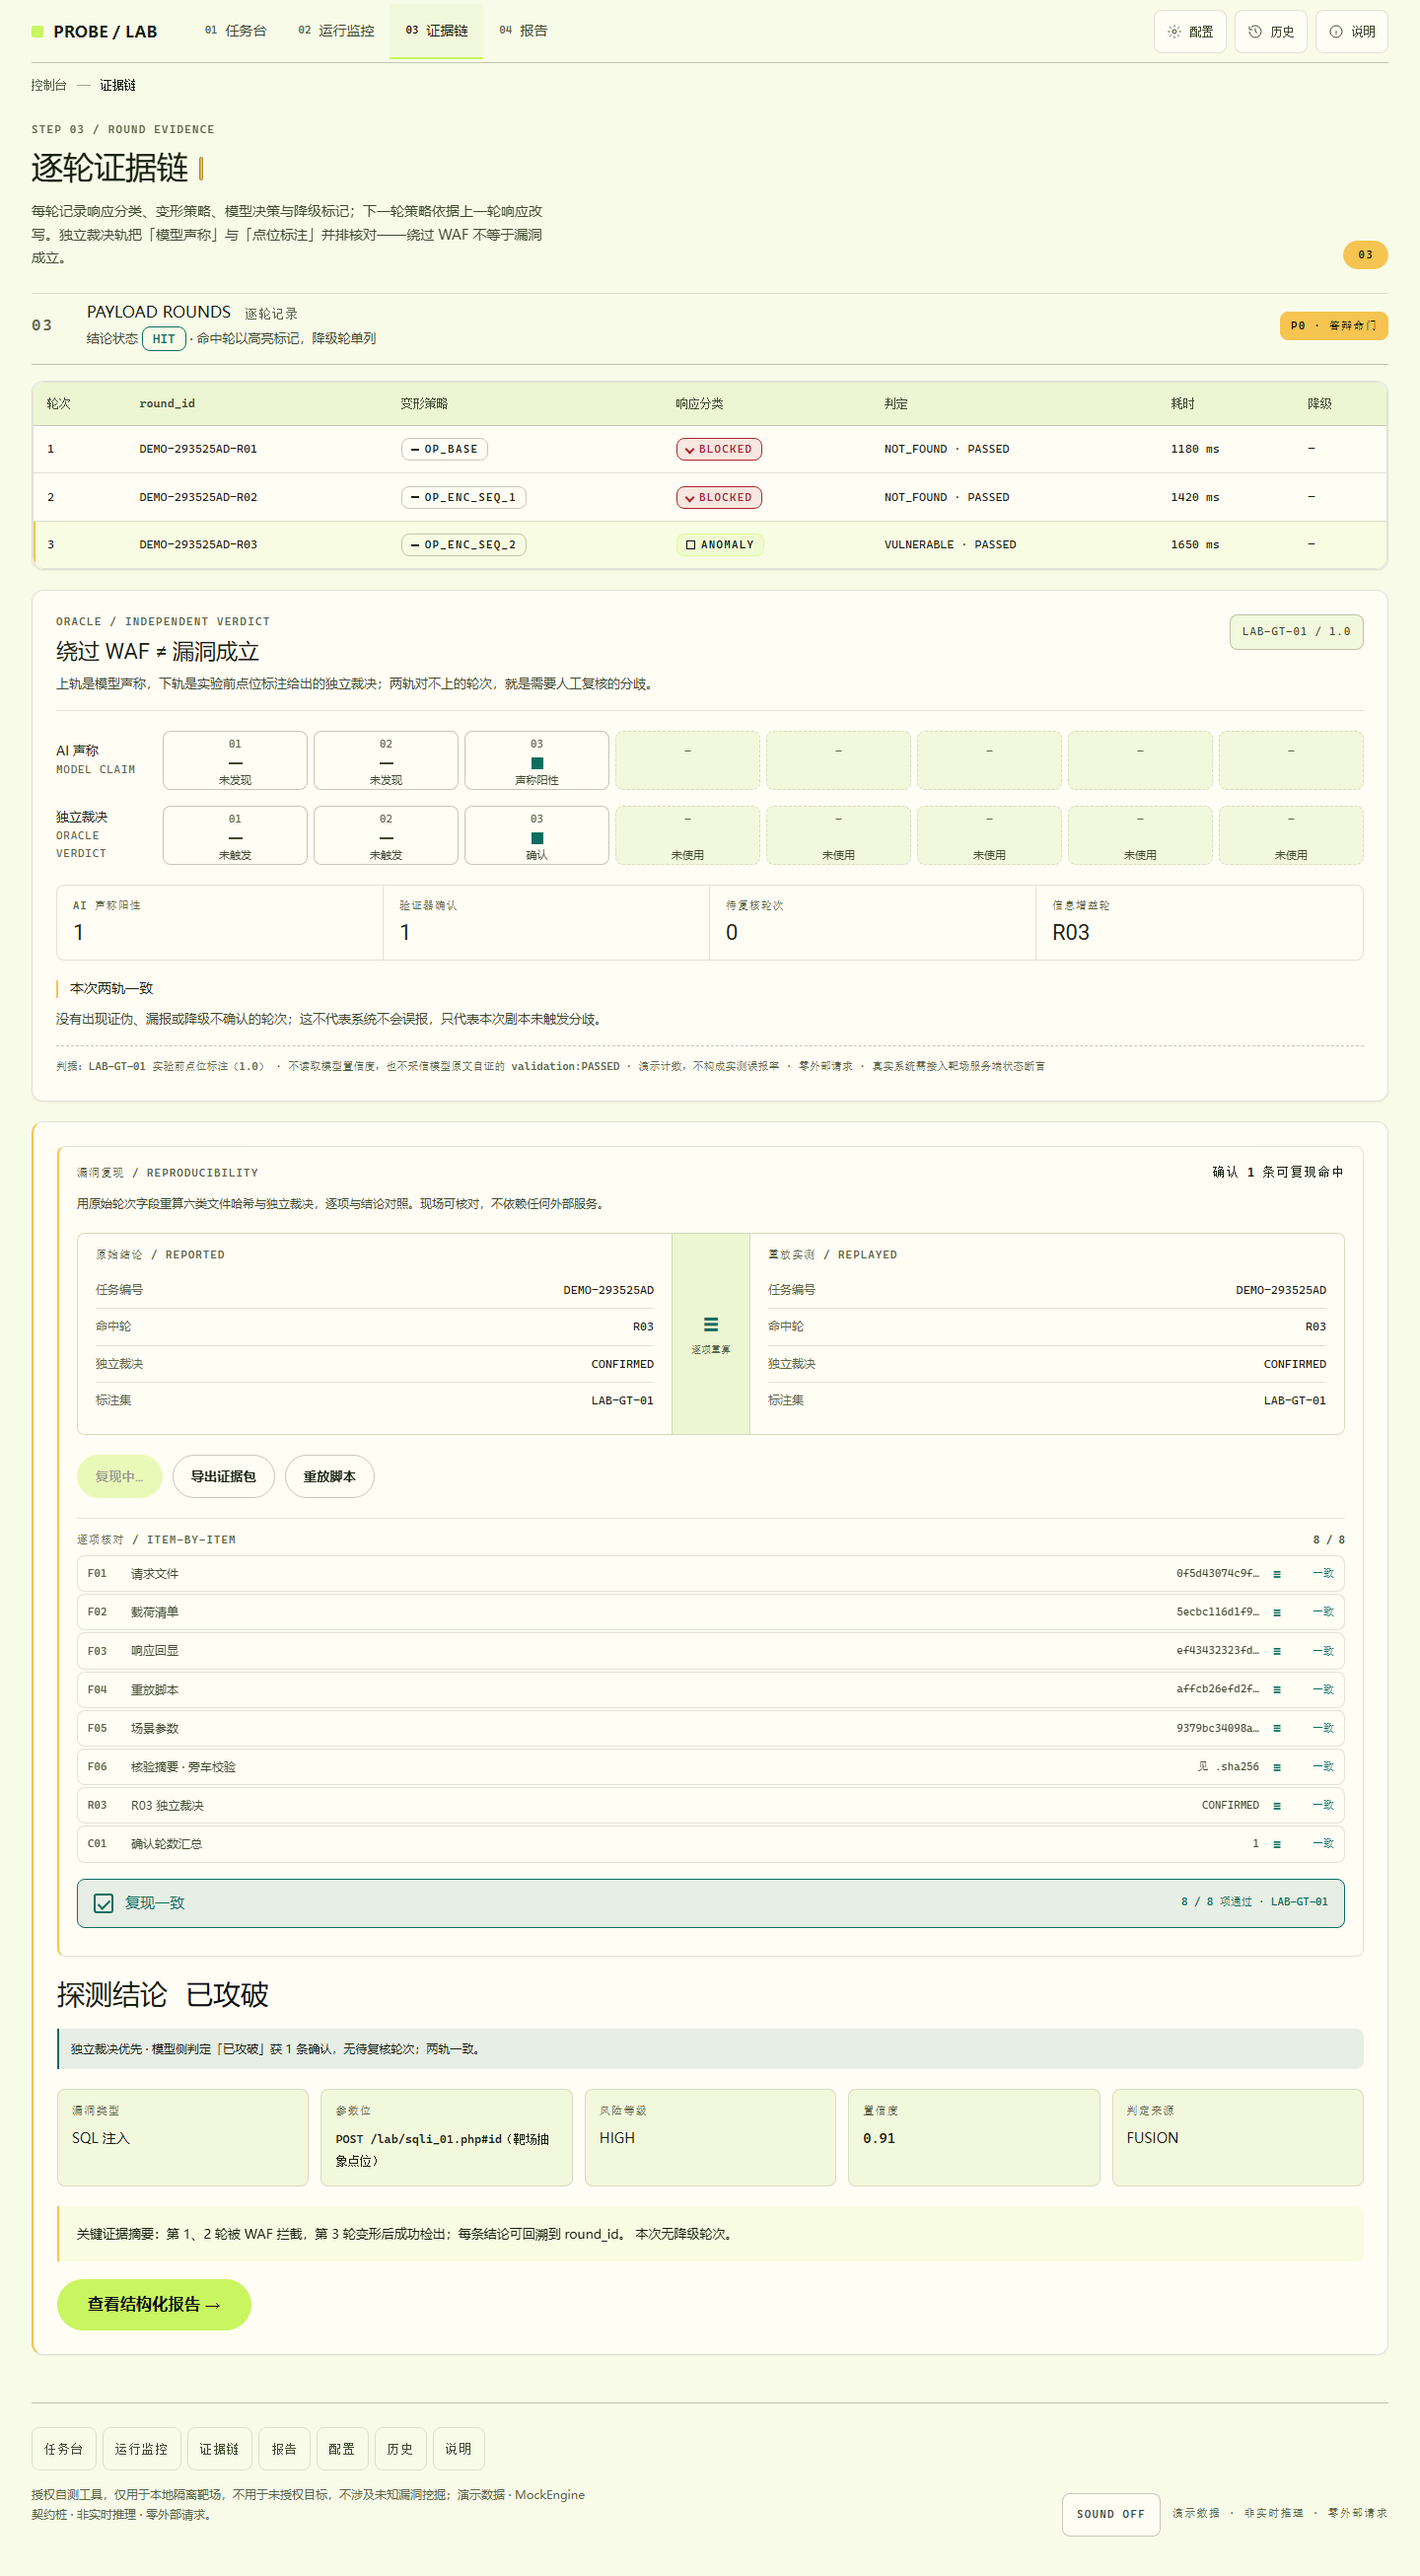 PROBE / LAB
01 任务台
02 运行监控
03 证据链
04 报告
配置
历史
说明
控制台 — 证据链
STEP 03 / ROUND EVIDENCE
逐轮证据链
每轮记录响应分类、变形策略、模型决策与降级标记；下一轮策略依据上一轮响应改
写。独立裁决轨把「模型声称」与「点位标注」并排核对——绕过 WAF 不等于漏洞
成立。
03
03
PAYLOAD ROUNDS 逐轮记录
结论状态 HIT · 命中轮以高亮标记，降级轮单列
P0 · 答辩命门
轮次 round_id 变形策略 响应分类 判定 耗时 降级
1 DEMO-293525AD-R01 OP_BASE BLOCKED NOT_FOUND · PASSED 1180 ms —
2 DEMO-293525AD-R02 OP_ENC_SEQ_1 BLOCKED NOT_FOUND · PASSED 1420 ms —
3 DEMO-293525AD-R03 OP_ENC_SEQ_2 ANOMALY VULNERABLE · PASSED 1650 ms —
ORACLE / INDEPENDENT VERDICT
绕过 WAF ≠ 漏洞成立
LAB-GT-01 / 1.0
上轨是模型声称，下轨是实验前点位标注给出的独立裁决；两轨对不上的轮次，就是需要人工复核的分歧。
AI 声称
MODEL CLAIM
01
未发现
02
未发现
03
声称阳性
—
—
—
—
—
独立裁决
ORACLE
VERDICT
01
未触发
02
未触发
03
确认
—
未使用
—
未使用
—
未使用
—
未使用
—
未使用
AI 声称阳性
1
验证器确认
1
待复核轮次
0
信息增益轮
R03
本次两轨一致
没有出现证伪、漏报或降级不确认的轮次；这不代表系统不会误报，只代表本次剧本未触发分歧。
判据：LAB-GT-01 实验前点位标注（1.0） · 不读取模型置信度，也不采信模型原文自证的 validation:PASSED · 演示计数，不构成实测误报率 · 零外部请求 · 真实系统需接入靶场服务端状态断言
漏洞复现 / REPRODUCIBILITY
确认 1 条可复现命中
用原始轮次字段重算六类文件哈希与独立裁决，逐项与结论对照。现场可核对，不依赖任何外部服务。
原始结论 / REPORTED
任务编号 DEMO-293525AD
命中轮 R03
独立裁决 CONFIRMED
标注集 LAB-GT-01
逐项重算
重放实测 / REPLAYED
任务编号 DEMO-293525AD
命中轮 R03
独立裁决 CONFIRMED
标注集 LAB-GT-01
复现中…
导出证据包
重放脚本
逐项核对 / ITEM-BY-ITEM 8 / 8
F01 请求文件 0f5d43074c9f… 一致
F02 载荷清单 5ecbc116d1f9… 一致
F03 响应回显 ef43432323fd… 一致
F04 重放脚本 affcb26efd2f… 一致
F05 场景参数 9379bc34098a… 一致
F06 核验摘要 · 旁车校验 见 .sha256 一致
R03 R03 独立裁决 CONFIRMED 一致
C01 确认轮数汇总 1 一致
复现一致
8 / 8 项通过 · LAB-GT-01
探测结论 已攻破
独立裁决优先 · 模型侧判定「已攻破」获 1 条确认，无待复核轮次；两轨一致。
漏洞类型
SQL 注入
参数位
POST /lab/sqli_01.php#id（靶场抽
象点位）
风险等级
HIGH
置信度
0.91
判定来源
FUSION
关键证据摘要：第 1、2 轮被 WAF 拦截，第 3 轮变形后成功检出；每条结论可回溯到 round_id。 本次无降级轮次。
查看结构化报告 →
任务台
运行监控
证据链
报告
配置
历史
说明
授权自测工具，仅用于本地隔离靶场，不用于未授权目标，不涉及未知漏洞挖掘；演示数据 · MockEngine
契约桩 · 非实时推理 · 零外部请求。
SOUND OFF
演示数据 · 非实时推理 · 零外部请求